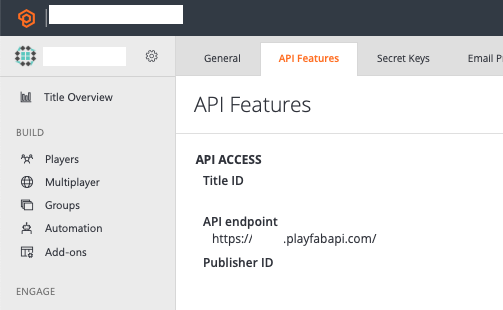 General
API Features
Secret Keys
Email P
Title Overview
API Features
BUILD
API ACCESS
Players
Title ID
Multiplayer
Groups
API endpoint
Automation
https:// .playfabapi.com/
Add-ons
Publisher ID
ENGAGE